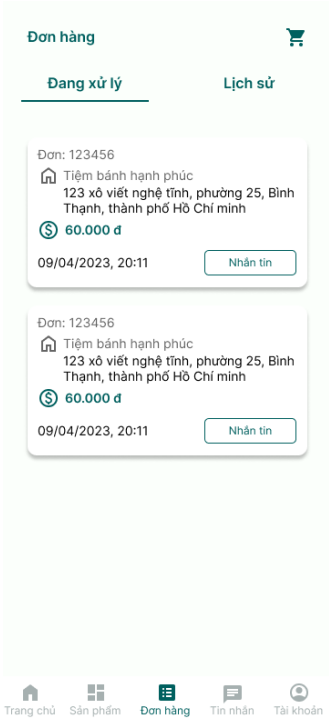 Đơn hàng
Đang xử lý
Lịch sử
Đơn: 123456
Tiệm bánh hạnh phúc
123 xô viết nghệ tĩnh, phường 25, Bình
Thạnh, thành phố Hồ Chí minh
60.000 đ
09/04/2023, 20:11
Nhắn tin
Đơn: 123456
Tiệm bánh hạnh phúc
123 xô viết nghệ tĩnh, phường 25, Bình
Thạnh, thành phố Hồ Chí minh
60.000 đ
09/04/2023, 20:11
Nhắn tin
Trang chủ
Sản phẩm
Đơn hàng
Tin nhắn
Tài khoản